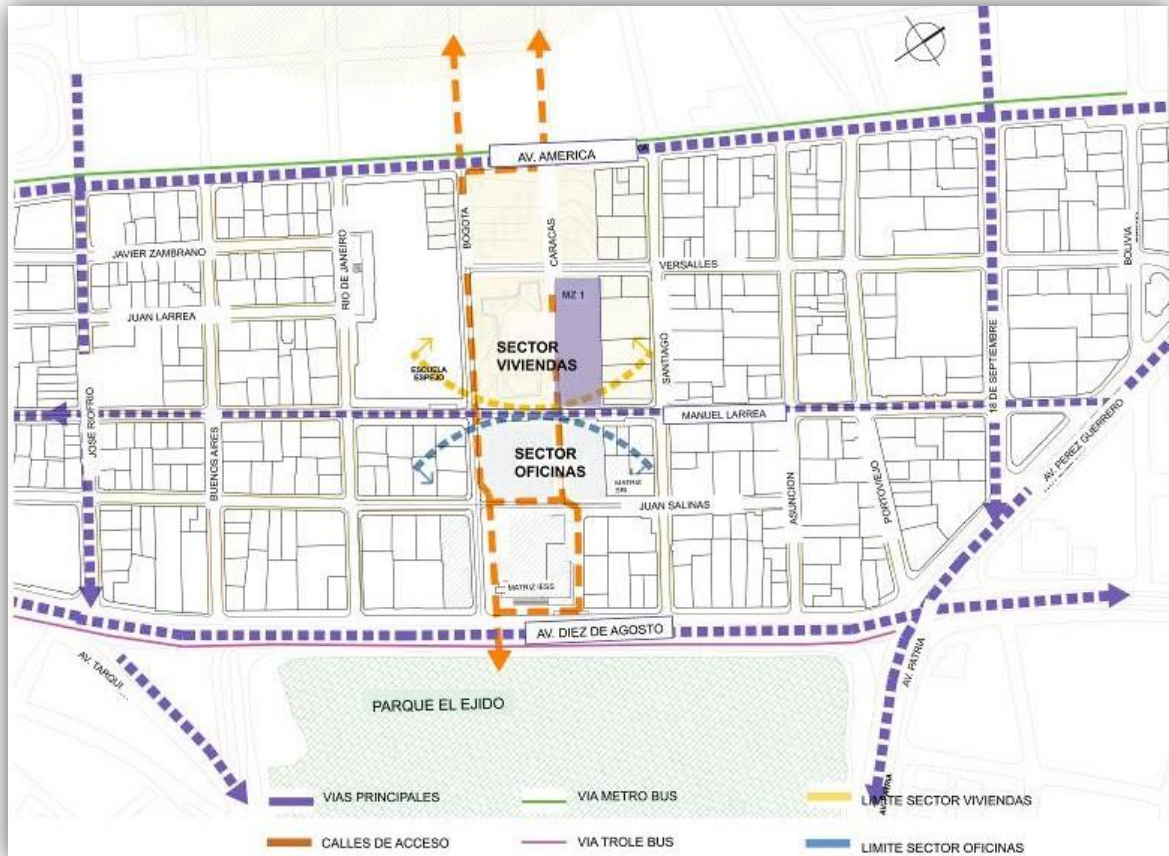 AV. AMERICA
BOGOTA
CARACAS
JAVIER ZAMBRANO
RIO DE JANEIRO
VERSALLES
BOLIVIA
MZ 1
JUAN LARREA
SECTOR
VIVIENDAS
ESCUELA
ESPEJO
SANTIAGO
18 DE SEPTIEMBRE
MANUEL LARREA
JOSE RIOFRIO
BUENOS AIRES
SECTOR
OFICINAS
MATRIZ
SRI
JUAN SALINAS
ASUNCION
PORTOVIEJO
AV. PEREZ GUERRERO
MATRIZ IESS
AV. DIEZ DE AGOSTO
AV. TARQUI
AV. PATRIA
PARQUE EL EJIDO
VIAS PRINCIPALES
VIA METRO BUS
LIMITE SECTOR VIVIENDAS
CALLES DE ACCESO
VIA TROLE BUS
LIMITE SECTOR OFICINAS